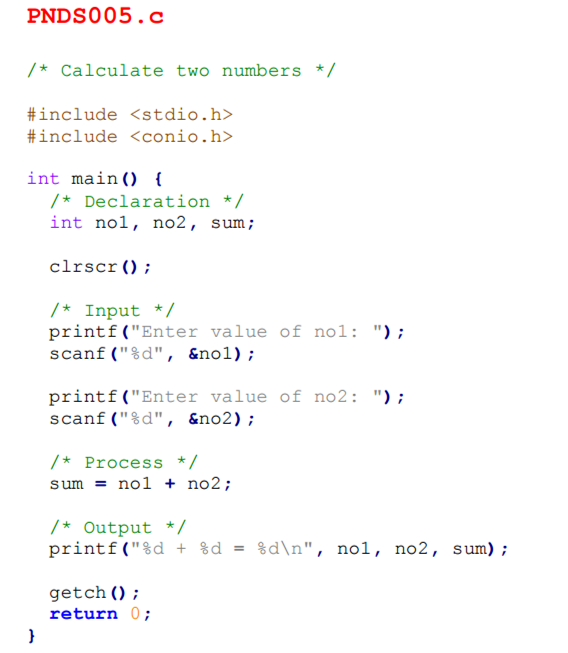 PNDS005.c
/* Calculate two numbers */
#include <stdio.h>
#include <conio.h>
int main() {
/* Declaration */
int no1, no2, sum;
clrscr();
/* Input */
printf("Enter value of no1: ");
scanf("%d", &no1);
printf("Enter value of no2: ");
scanf("%d", &no2);
/* Process */
sum = no1 + no2;
/* Output */
printf("%d + %d = %d\n", no1, no2, sum);
getch();
return 0;
}